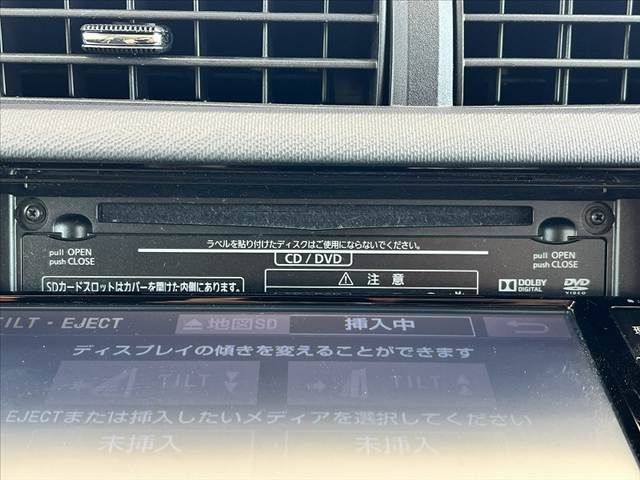 ラベルを貼り付けたディスクはご使用にならないでください。
pull OPEN
push CLOSE
CD / DVD
pull OPEN
push CLOSE
SDカードスロットはカバーを開けた内側にあります。
⚠ 注意
DOLBY
DIGITAL
DVD
VIDEO
TILT・EJECT
⏏地図SD
挿入中
ディスプレイの傾きを変えることができます
TILT
TILT
EJECTまたは挿入したいメディアを選択してください
未挿入
未挿入